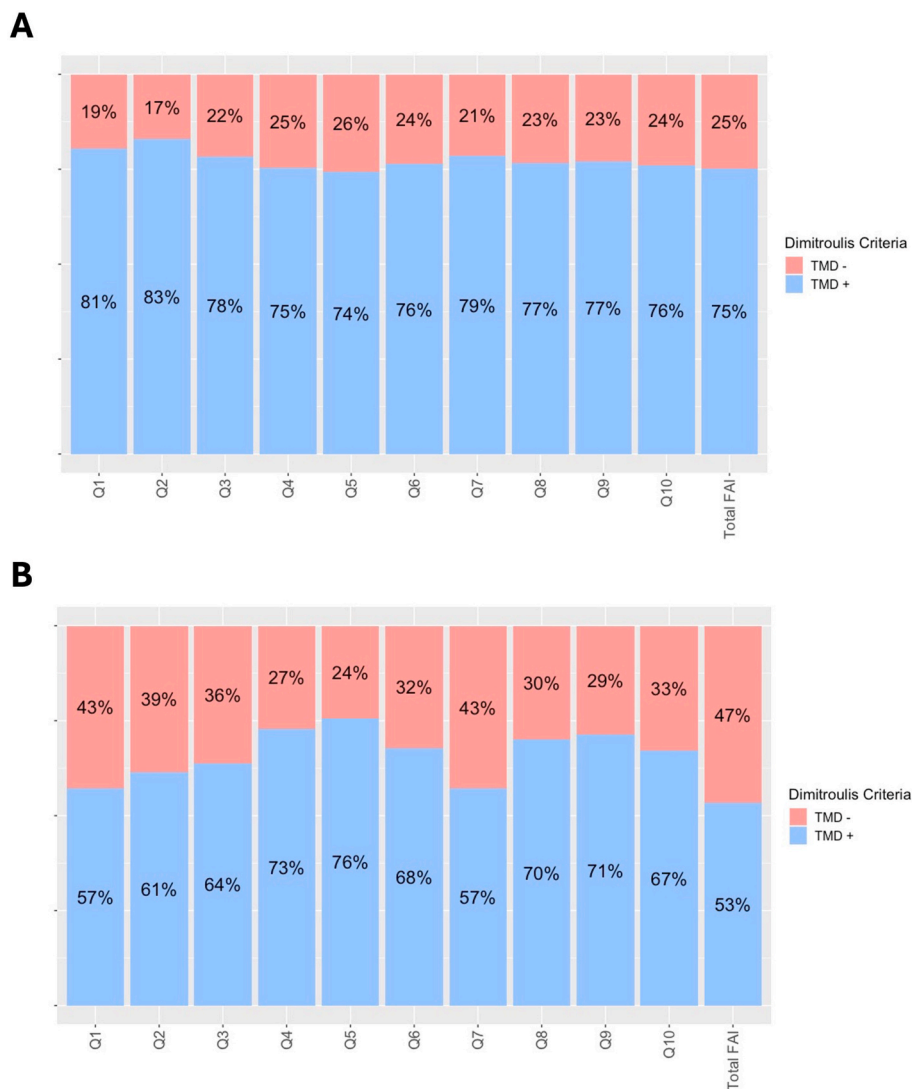 A
19% 17% 22% 25% 26% 24% 21% 23% 23% 24% 25%
81% 83% 78% 75% 74% 76% 79% 77% 77% 76% 75%
Dimitroulis Criteria
TMD -
TMD +
Q1 Q2 Q3 Q4 Q5 Q6 Q7 Q8 Q9 Q10 Total FAI
B
43% 39% 36% 27% 24% 32% 43% 30% 29% 33% 47%
57% 61% 64% 73% 76% 68% 57% 70% 71% 67% 53%
Dimitroulis Criteria
TMD -
TMD +
Q1 Q2 Q3 Q4 Q5 Q6 Q7 Q8 Q9 Q10 Total FAI